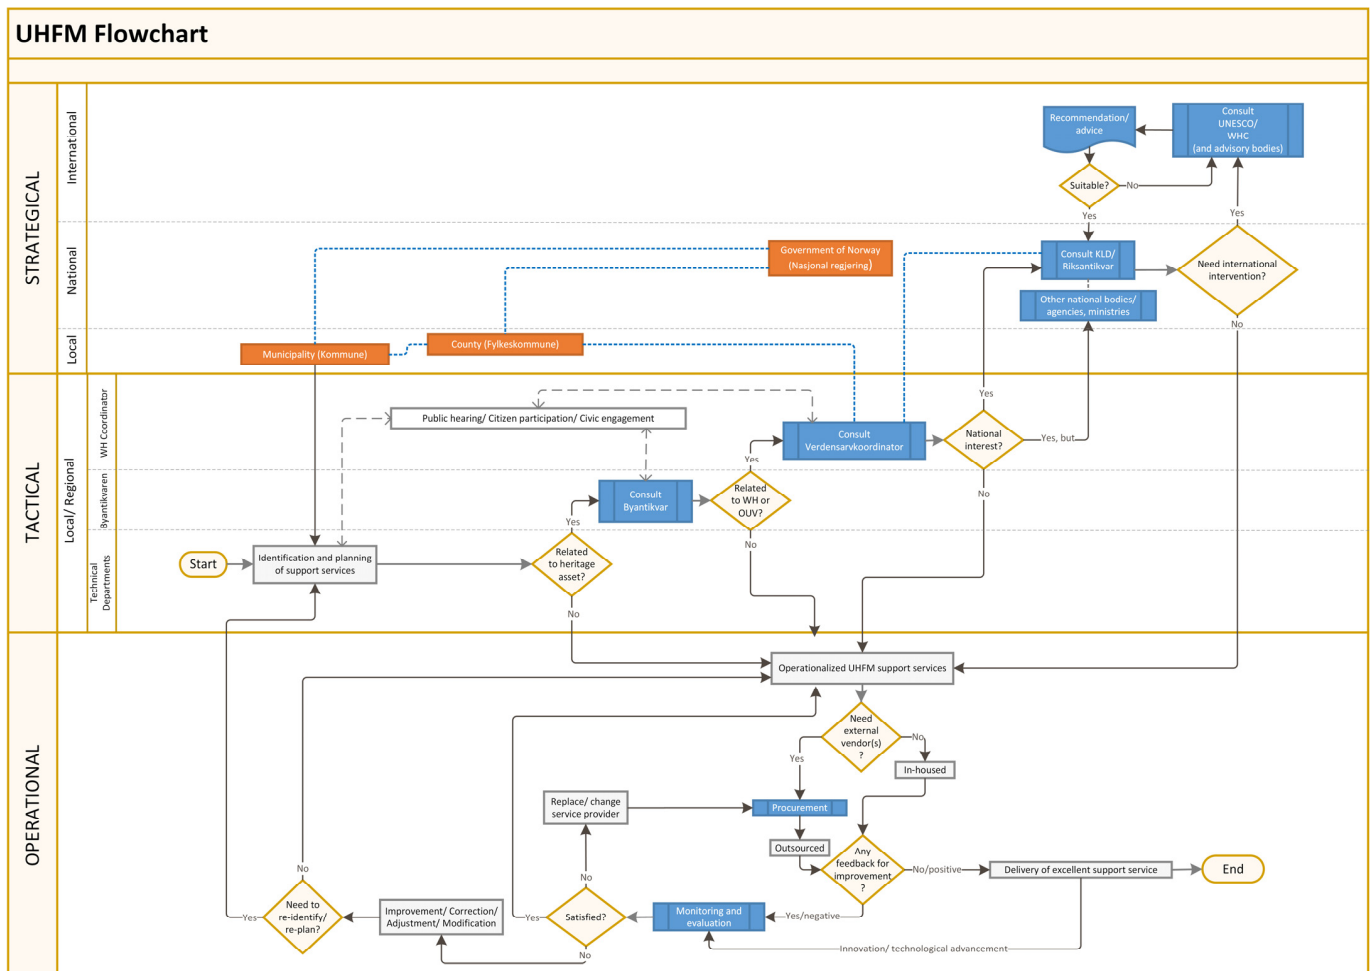 UHFM Flowchart
STRATEGICAL
International
National
Local
Recommendation/
advice
Consult
UNESCO/
WHC
(and advisory bodies)
Suitable?
No
Yes
Yes
Government of Norway
(Nasjonal regjering)
Consult KLD/
Riksantikvar
Need international
intervention?
Other national bodies/
agencies, ministries
No
Municipality (Kommune)
County (Fylkeskommune)
TACTICAL
Local/ Regional
WH Coordinator
Byantikvaren
Technical
Departments
Public hearing/ Citizen participation/ Civic engagement
Consult
Verdensarvkoordinator
National
interest?
Yes
Yes, but
No
Yes
Consult
Byantikvar
Related
to WH or
OUV?
Yes
No
Start
Identification and planning
of support services
Related
to heritage
asset?
No
OPERATIONAL
Operationalized UHFM support services
Need
external
vendor(s)
?
No
Yes
In-housed
Replace/ change
service provider
Procurement
Outsourced
Any
feedback for
improvement
?
No/positive
Delivery of excellent support service
End
No
No
Need to
re-identify/
re-plan?
Yes
Improvement/ Correction/
Adjustment/ Modification
Yes
Satisfied?
Monitoring and
evaluation
Yes/negative
No
Innovation/ technological advancement